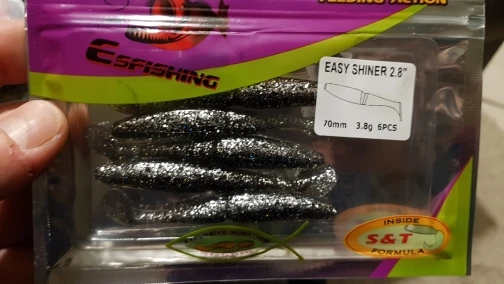 FEEDING ACTION
ESFISHING
EASY SHINER 2.8"
70mm 3.8g 6PCS
INSIDE
S&T
FORMULA